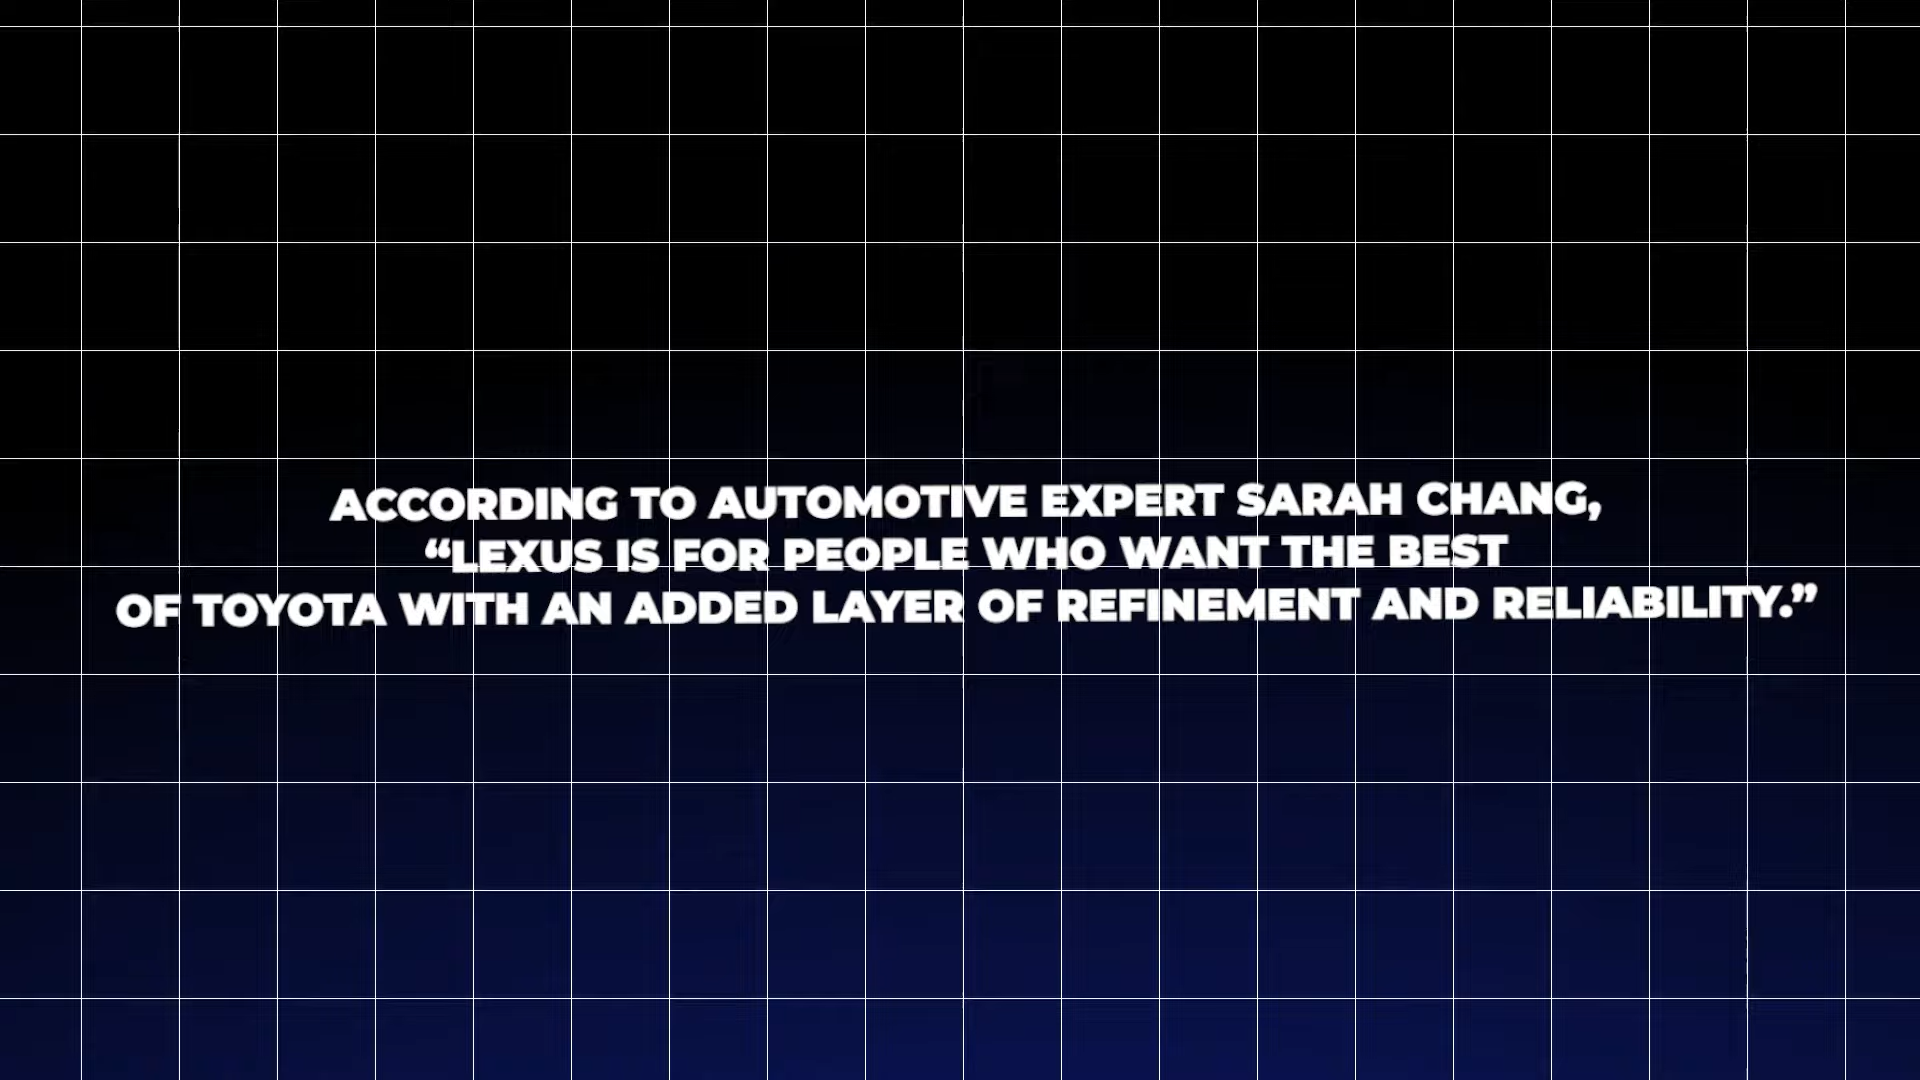 ACCORDING TO AUTOMOTIVE EXPERT SARAH CHANG,
“LEXUS IS FOR PEOPLE WHO WANT THE BEST
OF TOYOTA WITH AN ADDED LAYER OF REFINEMENT AND RELIABILITY.”